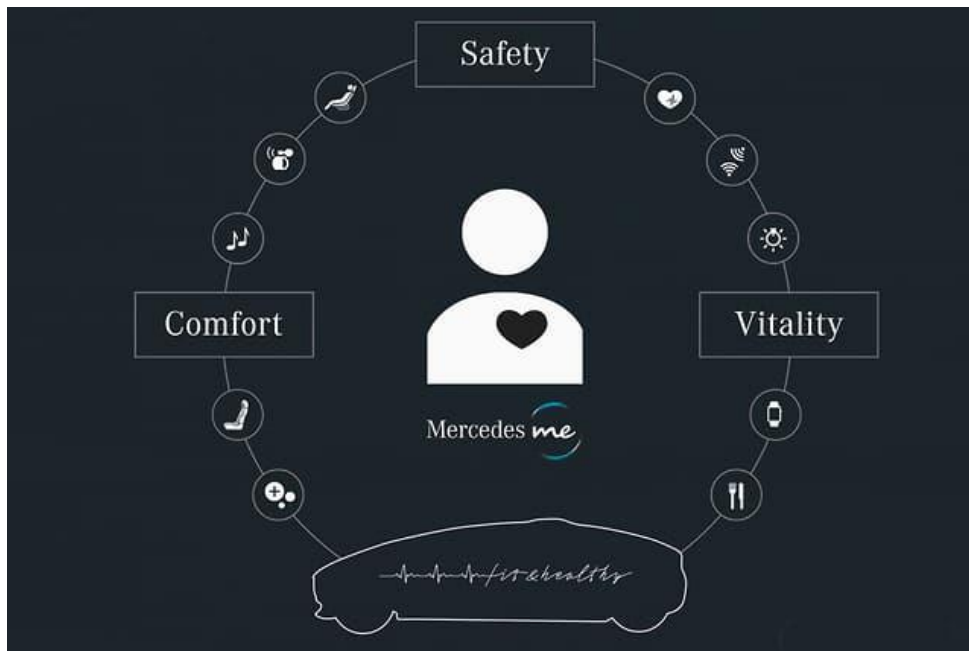 Safety
Comfort
Vitality
Mercedes me
fit & healthy